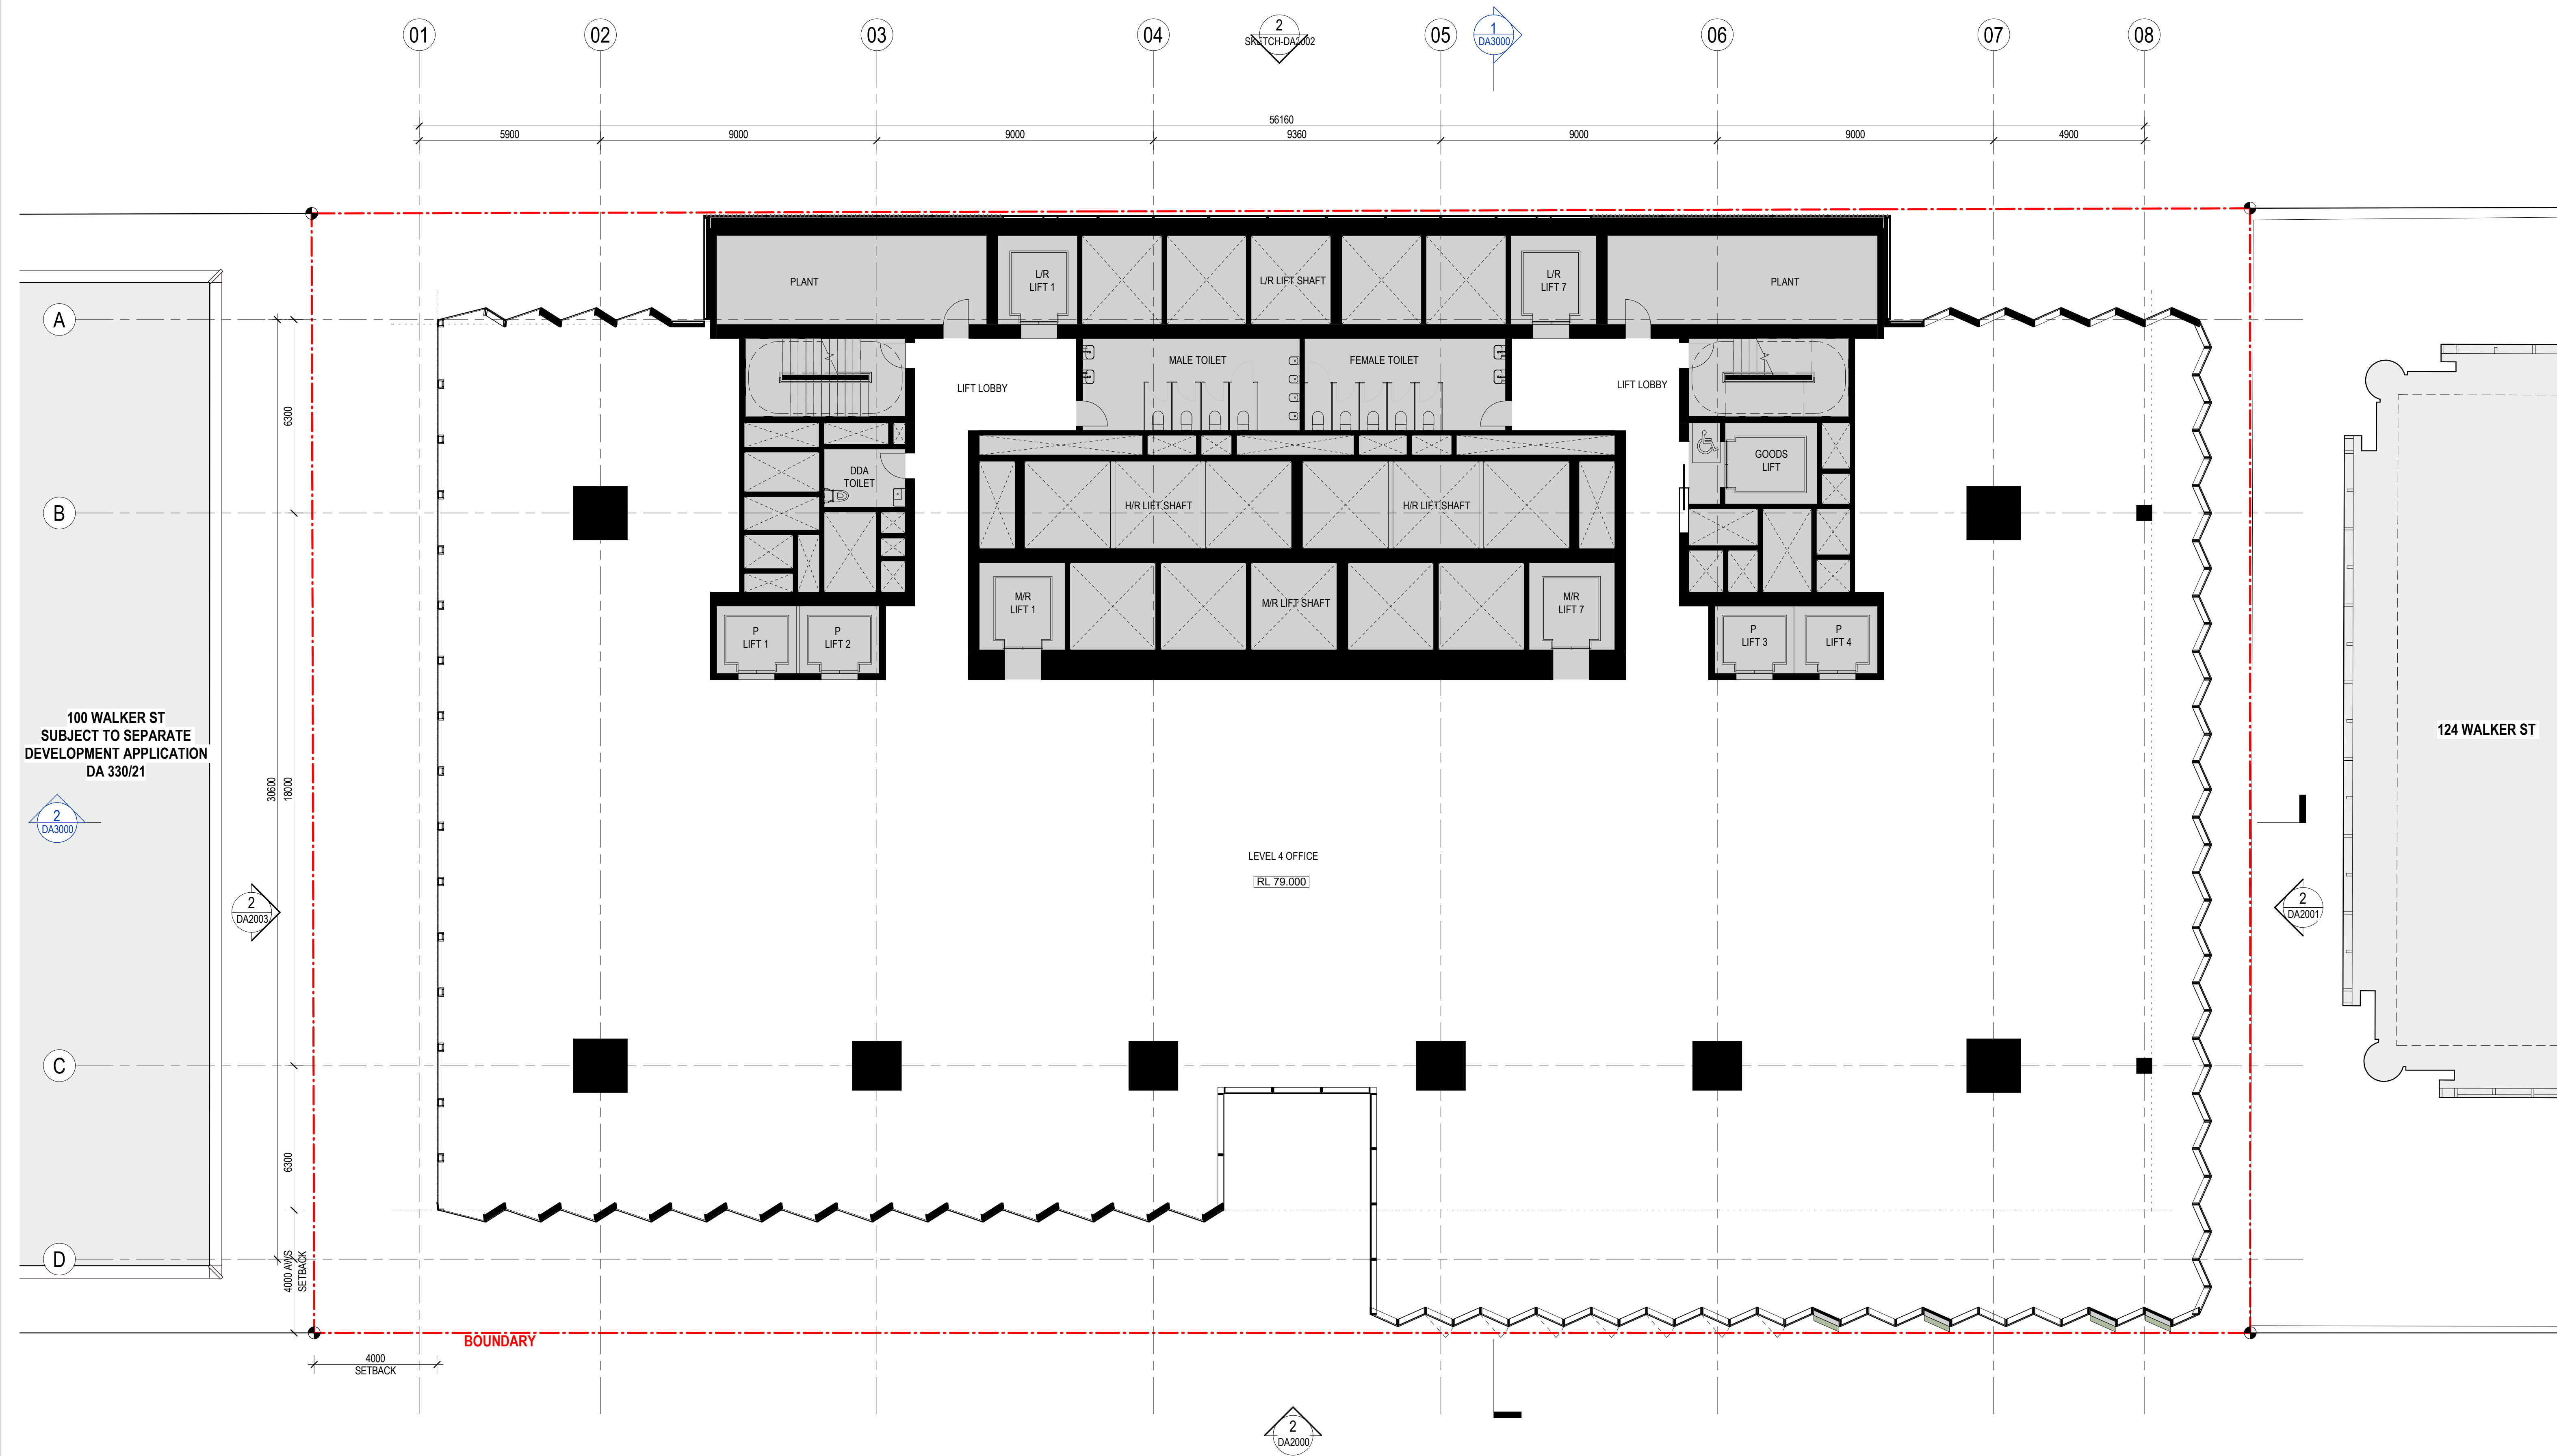 01
02
03
04
2
SKETCH-DA2002
05
1
DA3000
06
07
08
56160
5900
9000
9000
9360
9000
9000
4900
PLANT
L/R
LIFT 1
L/R LIFT SHAFT
L/R
LIFT 7
PLANT
A
MALE TOILET
FEMALE TOILET
LIFT LOBBY
LIFT LOBBY
6300
DDA
TOILET
GOODS
LIFT
B
H/R LIFT SHAFT
H/R LIFT SHAFT
M/R
LIFT 1
M/R LIFT SHAFT
M/R
LIFT 7
P
LIFT 1
P
LIFT 2
P
LIFT 3
P
LIFT 4
100 WALKER ST
SUBJECT TO SEPARATE
DEVELOPMENT APPLICATION
DA 330/21
124 WALKER ST
30600
18000
2
DA3000
LEVEL 4 OFFICE
RL 79.000
2
DA2003
2
DA2001
C
6300
D
4000 AWS
SETBACK
BOUNDARY
4000
SETBACK
2
DA2000